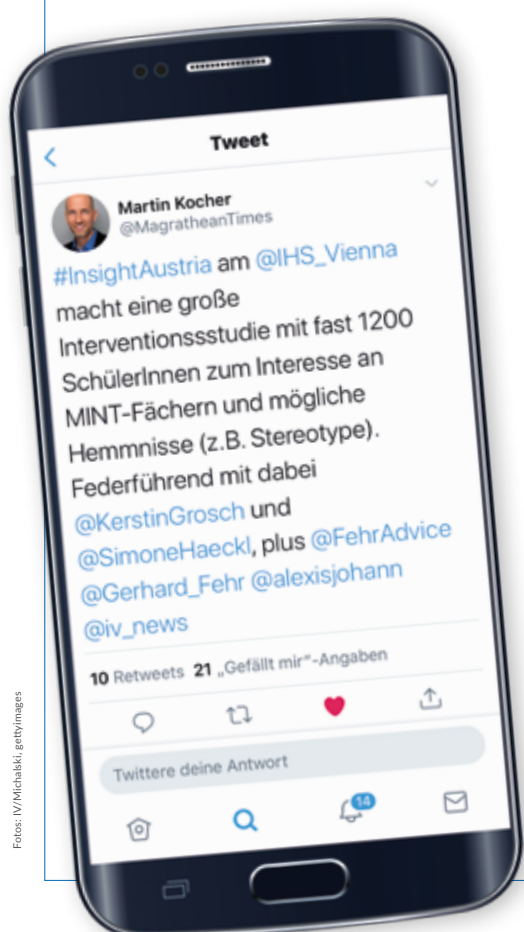 Tweet
Martin Kocher
@MagratheanTimes
#InsightAustria am @IHS_Vienna
macht eine große
Interventionssstudie mit fast 1200
SchülerInnen zum Interesse an
MINT-Fächern und mögliche
Hemmnisse (z.B. Stereotype).
Federführend mit dabei
@KerstinGrosch und
@SimoneHaeckl, plus @FehrAdvice
@Gerhard_Fehr @alexisjohann
@iv_news
10 Retweets 21 „Gefällt mir“-Angaben
Twittere deine Antwort
14
Fotos: IV/Michalski, gettyimages